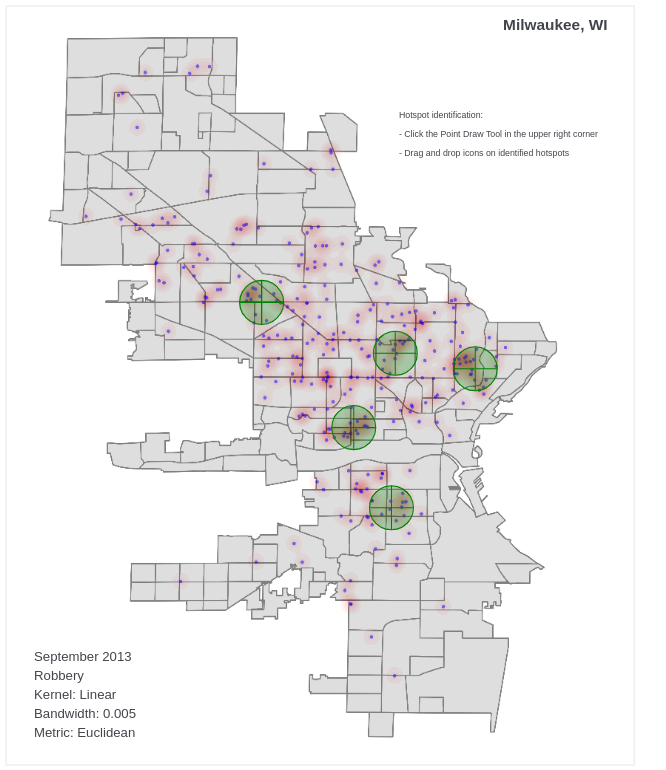 Milwaukee, WI
Hotspot identification:
- Click the Point Draw Tool in the upper right corner
- Drag and drop icons on identified hotspots
September 2013
Robbery
Kernel: Linear
Bandwidth: 0.005
Metric: Euclidean